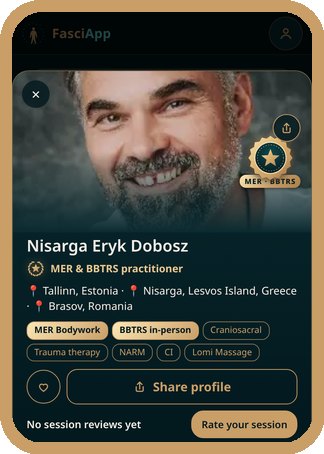 FasciApp
MER · BBTRS
Nisarga Eryk Dobosz
MER & BBTRS practitioner
📍 Tallinn, Estonia · 📍 Nisarga, Lesvos Island, Greece
· 📍 Brasov, Romania
MER Bodywork BBTRS in-person Craniosacral
Trauma therapy NARM CI Lomi Massage
Share profile
No session reviews yet Rate your session